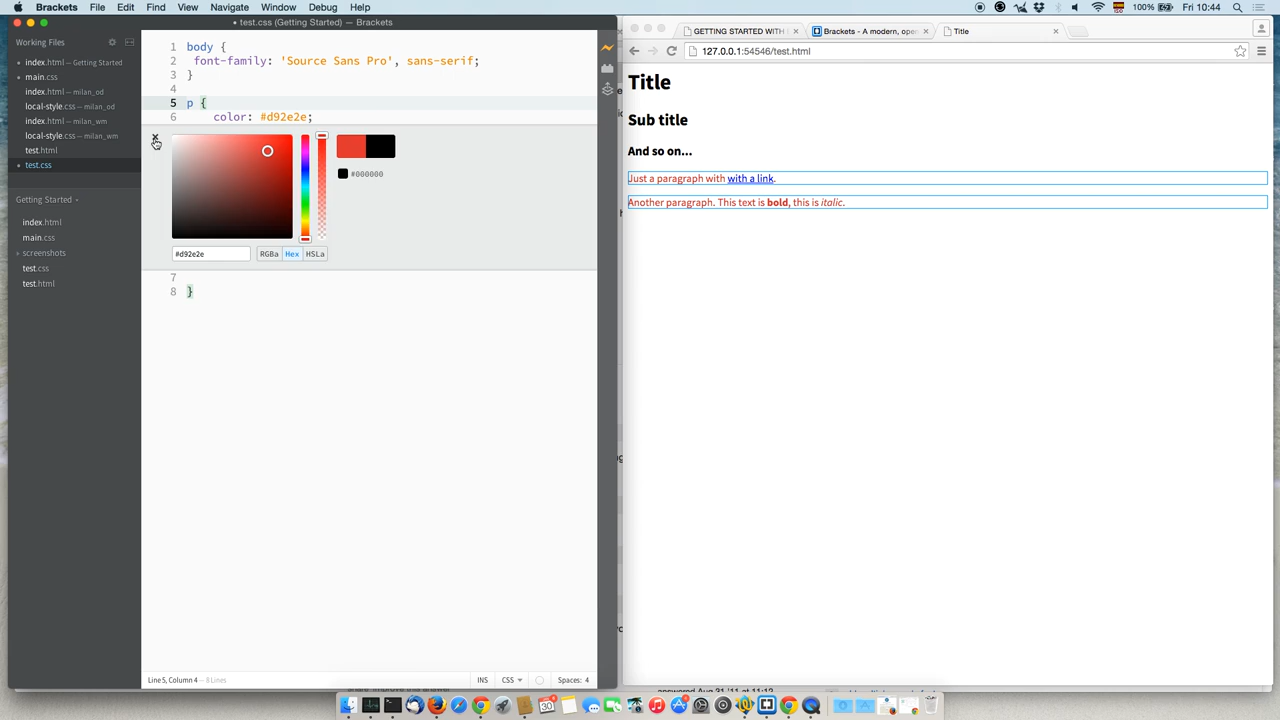 Brackets File Edit Find View Navigate Window Debug Help
100% Fri 10:44
• test.css (Getting Started) — Brackets
Working Files
index.html — Getting Started
main.css
index.html — milan_od
local-style.css — milan_od
index.html — milan_wm
local-style.css — milan_wm
test.html
test.css
Getting Started
index.html
main.css
screenshots
test.css
test.html
1 body {
2 font-family: 'Source Sans Pro', sans-serif;
3 }
4
5 p {
6 color: #d92e2e;
#000000
#d92e2e
RGBa Hex HSLa
7
8 }
Line 5, Column 4 — 8 Lines
INS CSS Spaces: 4
GETTING STARTED WITH
Brackets - A modern, open
Title
127.0.0.1:54546/test.html
Title
Sub title
And so on...
Just a paragraph with with a link.
Another paragraph. This text is bold, this is italic.